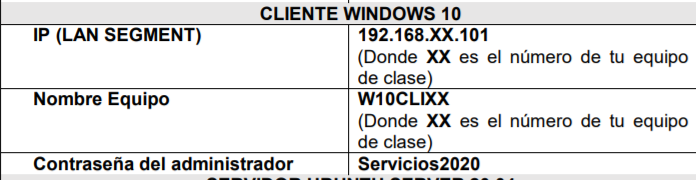 CLIENTE WINDOWS 10
IP (LAN SEGMENT) 192.168.XX.101
(Donde XX es el número de tu equipo
de clase)
Nombre Equipo W10CLIXX
(Donde XX es el número de tu equipo
de clase)
Contraseña del administrador Servicios2020